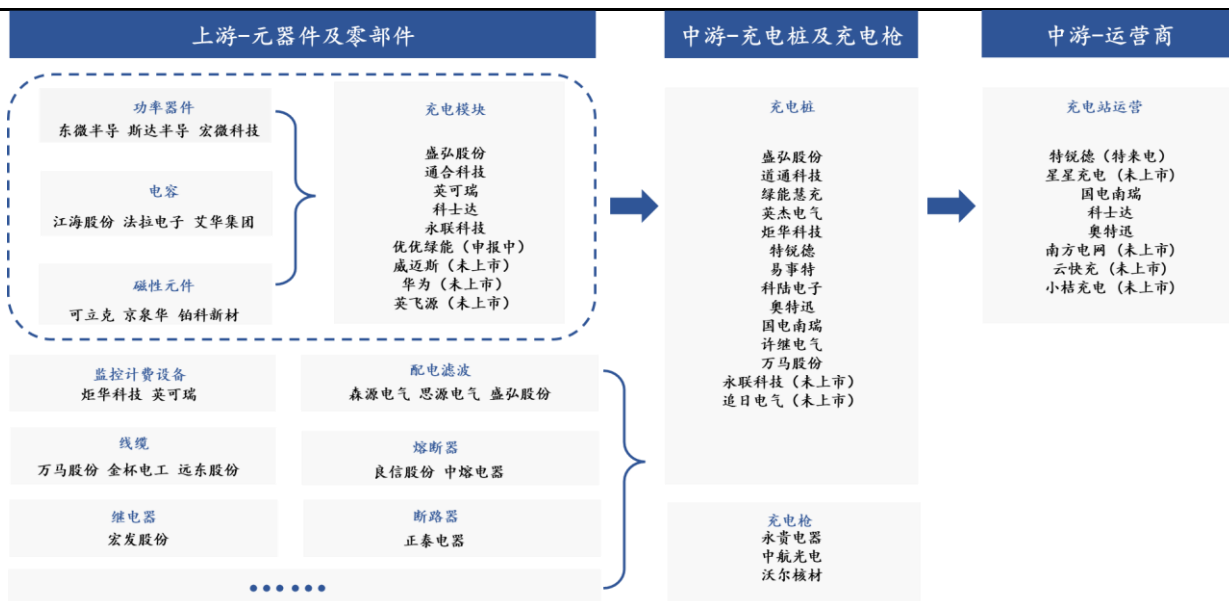 上游-元器件及零部件
中游-充电桩及充电枪
中游-运营商
功率器件
东微半导 斯达半导 宏微科技
电容
江海股份 法拉电子 艾华集团
磁性元件
可立克 京泉华 铂科新材
充电模块
盛弘股份
通合科技
英可瑞
科士达
永联科技
优优绿能（申报中）
威迈斯（未上市）
华为（未上市）
英飞源（未上市）
监控计费设备
炬华科技 英可瑞
配电滤波
森源电气 思源电气 盛弘股份
线缆
万马股份 金杯电工 远东股份
熔断器
良信股份 中熔电器
继电器
宏发股份
断路器
正泰电器
••••••
充电桩
盛弘股份
道通科技
绿能慧充
英杰电气
炬华科技
特锐德
易事特
科陆电子
奥特迅
国电南瑞
许继电气
万马股份
永联科技（未上市）
追日电气（未上市）
充电枪
永贵电器
中航光电
沃尔核材
充电站运营
特锐德（特来电）
星星充电（未上市）
国电南瑞
科士达
奥特迅
南方电网（未上市）
云快充（未上市）
小桔充电（未上市）